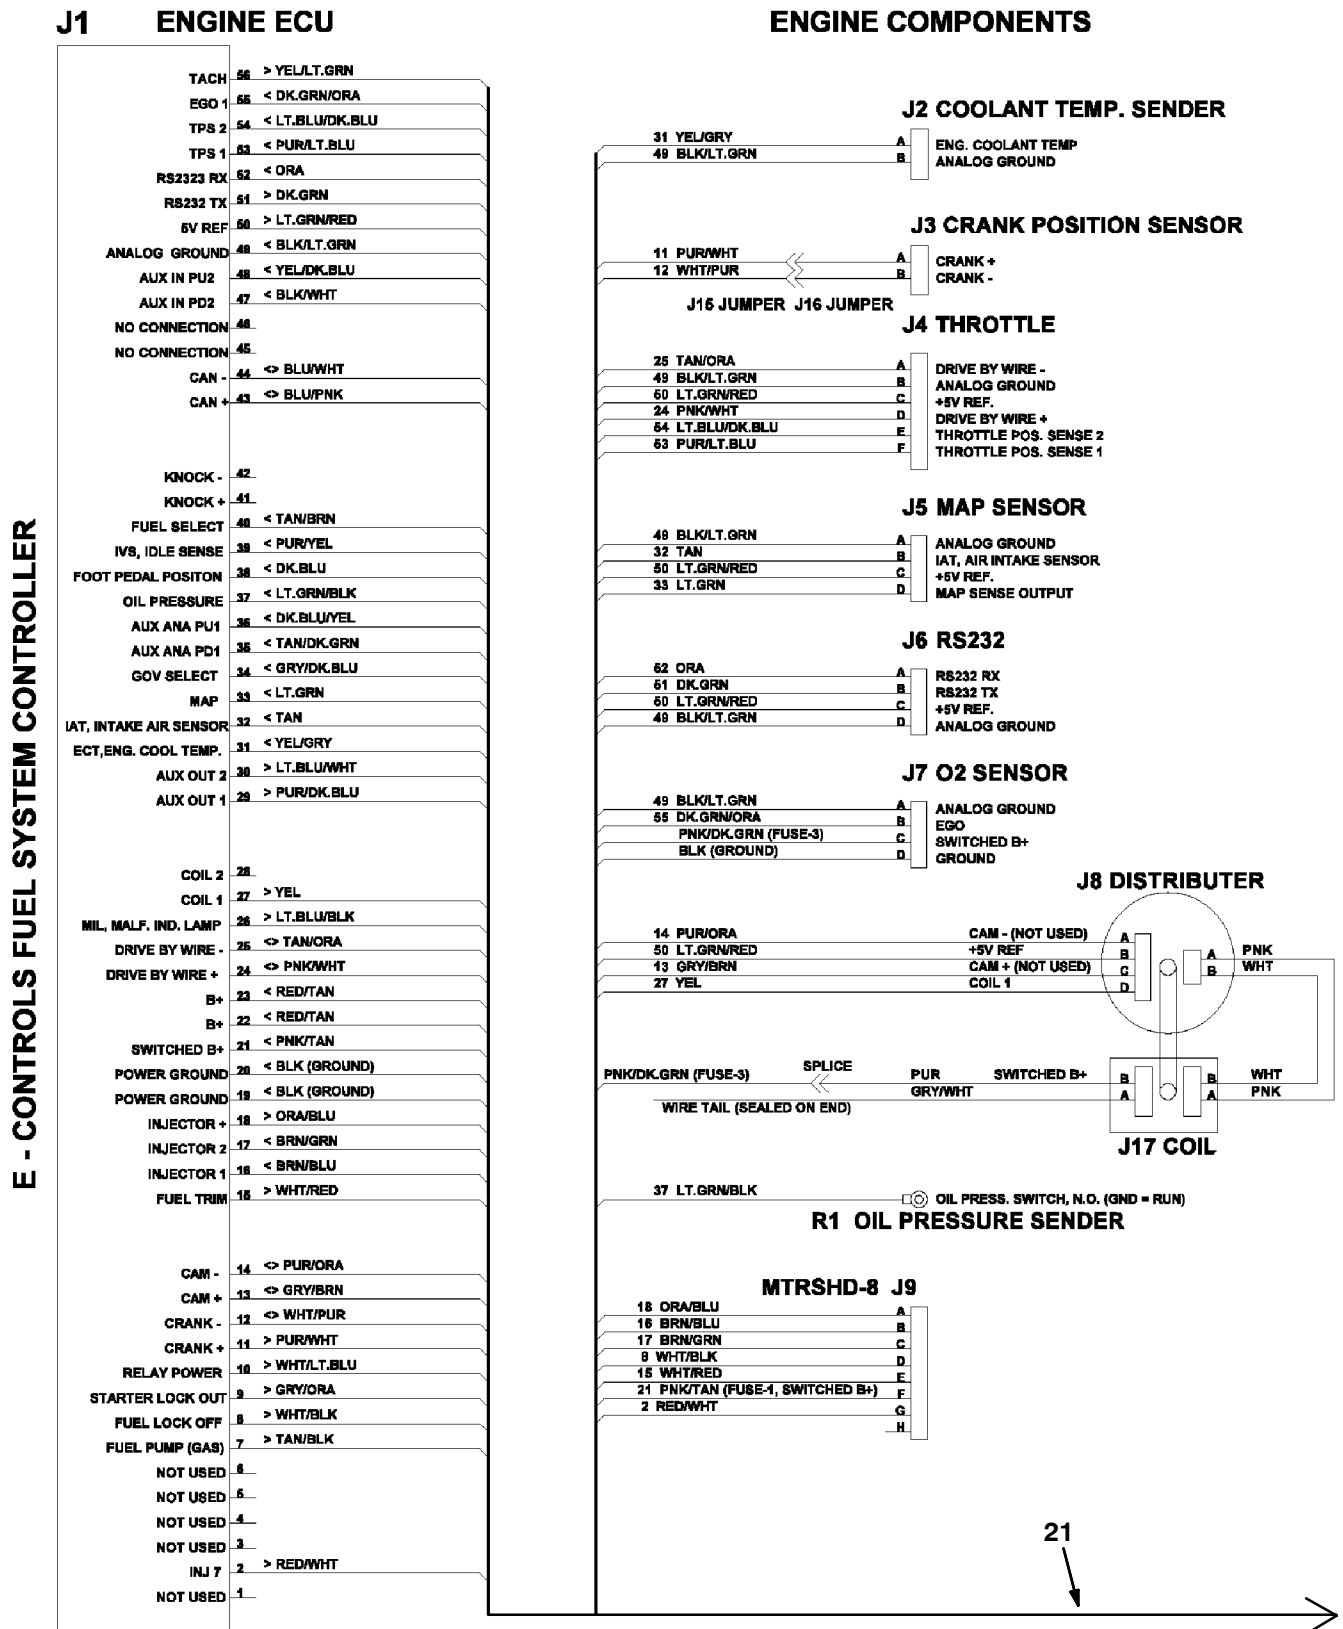 J1 ENGINE ECU
ENGINE COMPONENTS
E - CONTROLS FUEL SYSTEM CONTROLLER
TACH 56 > YEL/LT.GRN
EGO 1 55 < DK.GRN/ORA
TPS 2 54 < LT.BLU/DK.BLU
TPS 1 53 < PUR/LT.BLU
RS2323 RX 52 < ORA
RS232 TX 51 > DK.GRN
5V REF 50 > LT.GRN/RED
ANALOG GROUND 49 < BLK/LT.GRN
AUX IN PU2 48 < YEL/DK.BLU
AUX IN PD2 47 < BLK/WHT
NO CONNECTION 46
NO CONNECTION 45
CAN - 44 <> BLU/WHT
CAN + 43 <> BLU/PNK
KNOCK - 42
KNOCK + 41
FUEL SELECT 40 < TAN/BRN
IVS, IDLE SENSE 39 < PUR/YEL
FOOT PEDAL POSITON 38 < DK.BLU
OIL PRESSURE 37 < LT.GRN/BLK
AUX ANA PU1 36 < DK.BLU/YEL
AUX ANA PD1 35 < TAN/DK.GRN
GOV SELECT 34 < GRY/DK.BLU
MAP 33 < LT.GRN
IAT, INTAKE AIR SENSOR 32 < TAN
ECT,ENG. COOL TEMP. 31 < YEL/GRY
AUX OUT 2 30 > LT.BLU/WHT
AUX OUT 1 29 > PUR/DK.BLU
COIL 2 28
COIL 1 27 > YEL
MIL, MALF. IND. LAMP 26 > LT.BLU/BLK
DRIVE BY WIRE - 25 <> TAN/ORA
DRIVE BY WIRE + 24 <> PNK/WHT
B+ 23 < RED/TAN
B+ 22 < RED/TAN
SWITCHED B+ 21 < PNK/TAN
POWER GROUND 20 < BLK (GROUND)
POWER GROUND 19 < BLK (GROUND)
INJECTOR + 18 > ORA/BLU
INJECTOR 2 17 < BRN/GRN
INJECTOR 1 16 < BRN/BLU
FUEL TRIM 15 > WHT/RED
CAM - 14 <> PUR/ORA
CAM + 13 <> GRY/BRN
CRANK - 12 <> WHT/PUR
CRANK + 11 > PUR/WHT
RELAY POWER 10 > WHT/LT.BLU
STARTER LOCK OUT 9 > GRY/ORA
FUEL LOCK OFF 8 > WHT/BLK
FUEL PUMP (GAS) 7 > TAN/BLK
NOT USED 6
NOT USED 5
NOT USED 4
NOT USED 3
INJ 7 2 > RED/WHT
NOT USED 1
J2 COOLANT TEMP. SENDER
31 YEL/GRY A ENG. COOLANT TEMP
49 BLK/LT.GRN B ANALOG GROUND
J3 CRANK POSITION SENSOR
11 PUR/WHT A CRANK +
12 WHT/PUR B CRANK -
J15 JUMPER J16 JUMPER
J4 THROTTLE
25 TAN/ORA A DRIVE BY WIRE -
49 BLK/LT.GRN B ANALOG GROUND
50 LT.GRN/RED C +5V REF.
24 PNK/WHT D DRIVE BY WIRE +
54 LT.BLU/DK.BLU E THROTTLE POS. SENSE 2
53 PUR/LT.BLU F THROTTLE POS. SENSE 1
J5 MAP SENSOR
49 BLK/LT.GRN A ANALOG GROUND
32 TAN B IAT, AIR INTAKE SENSOR
50 LT.GRN/RED C +5V REF.
33 LT.GRN D MAP SENSE OUTPUT
J6 RS232
52 ORA A RS232 RX
51 DK.GRN B RS232 TX
50 LT.GRN/RED C +5V REF.
49 BLK/LT.GRN D ANALOG GROUND
J7 O2 SENSOR
49 BLK/LT.GRN A ANALOG GROUND
55 DK.GRN/ORA B EGO
PNK/DK.GRN (FUSE-3) C SWITCHED B+
BLK (GROUND) D GROUND
J8 DISTRIBUTER
14 PUR/ORA CAM - (NOT USED) A
50 LT.GRN/RED +5V REF B A PNK
13 GRY/BRN CAM + (NOT USED) C B WHT
27 YEL COIL 1 D
PNK/DK.GRN (FUSE-3) SPLICE PUR SWITCHED B+ B B WHT
WIRE TAIL (SEALED ON END) GRY/WHT A A PNK
J17 COIL
37 LT.GRN/BLK OIL PRESS. SWITCH, N.O. (GND = RUN)
R1 OIL PRESSURE SENDER
MTRSHD-8 J9
18 ORA/BLU A
16 BRN/BLU B
17 BRN/GRN C
8 WHT/BLK D
15 WHT/RED E
21 PNK/TAN (FUSE-1, SWITCHED B+) F
2 RED/WHT G
H
21